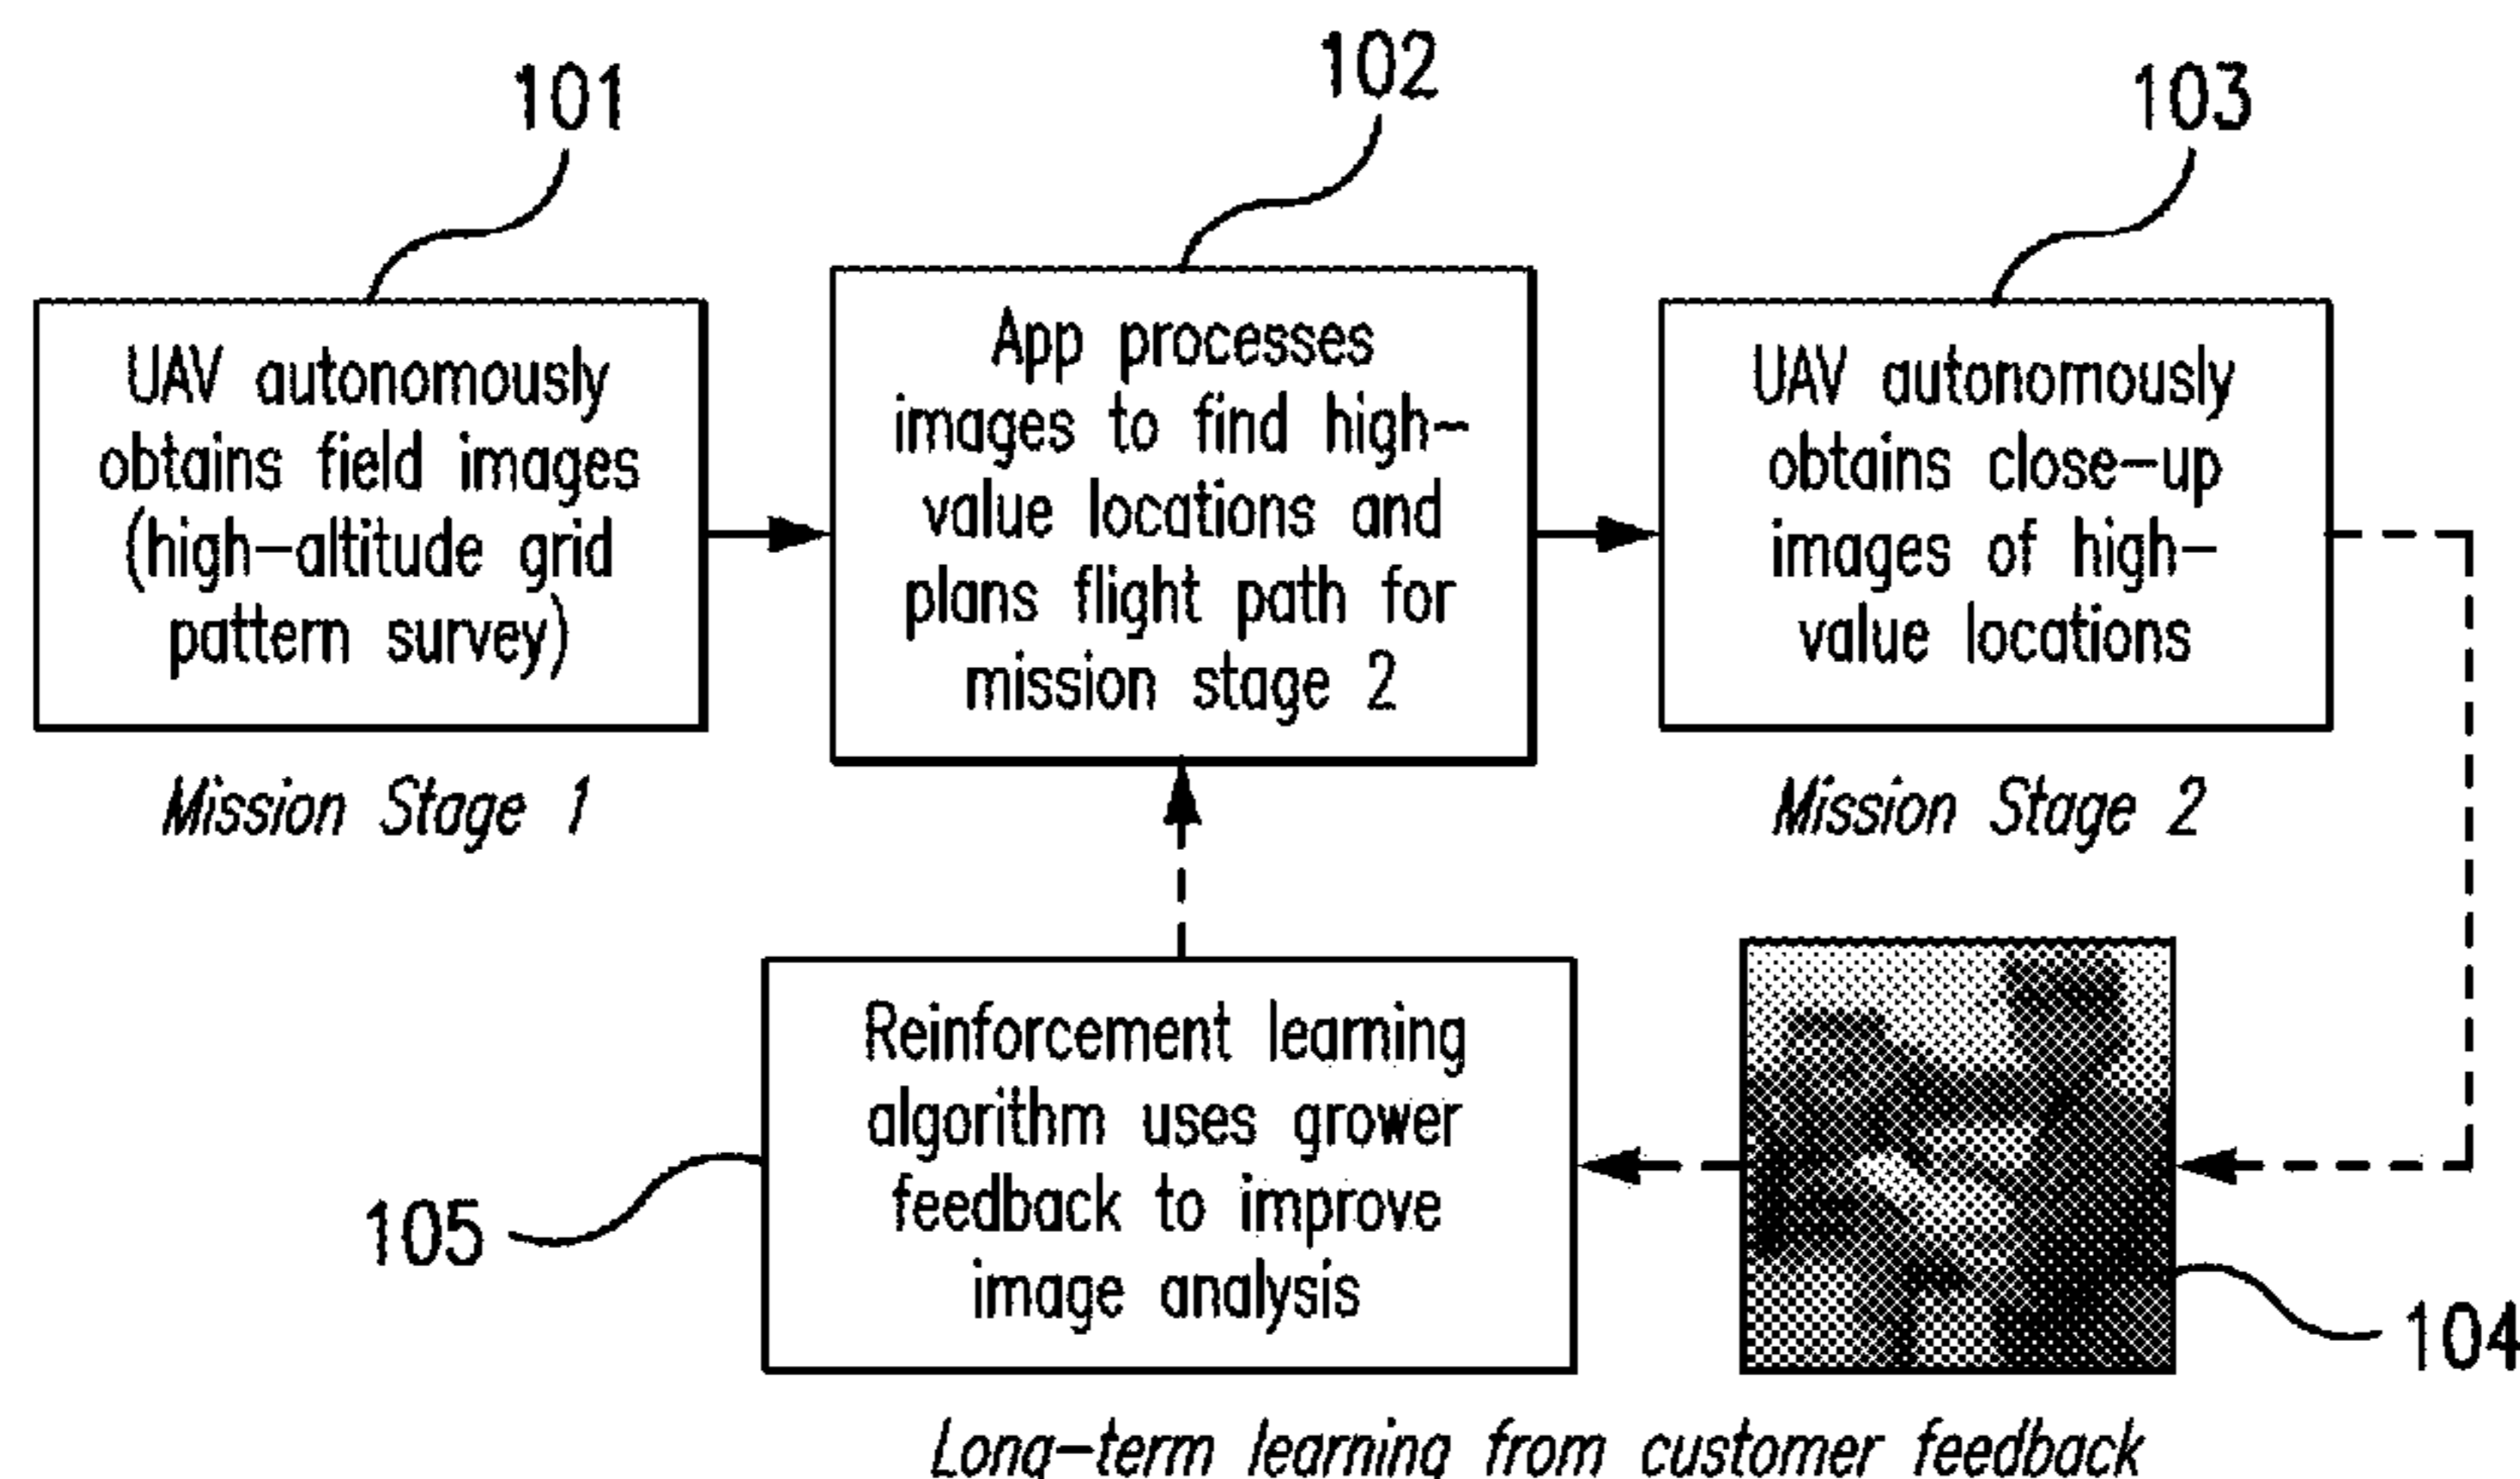 101
102
103
UAV autonomously
obtains field images
(high-altitude grid
pattern survey)
App processes
images to find high-
value locations and
plans flight path for
mission stage 2
UAV autonomously
obtains close-up
images of high-
value locations
Mission Stage 1
Mission Stage 2
Reinforcement learning
algorithm uses grower
feedback to improve
image analysis
105
104
Long-term learning from customer feedback